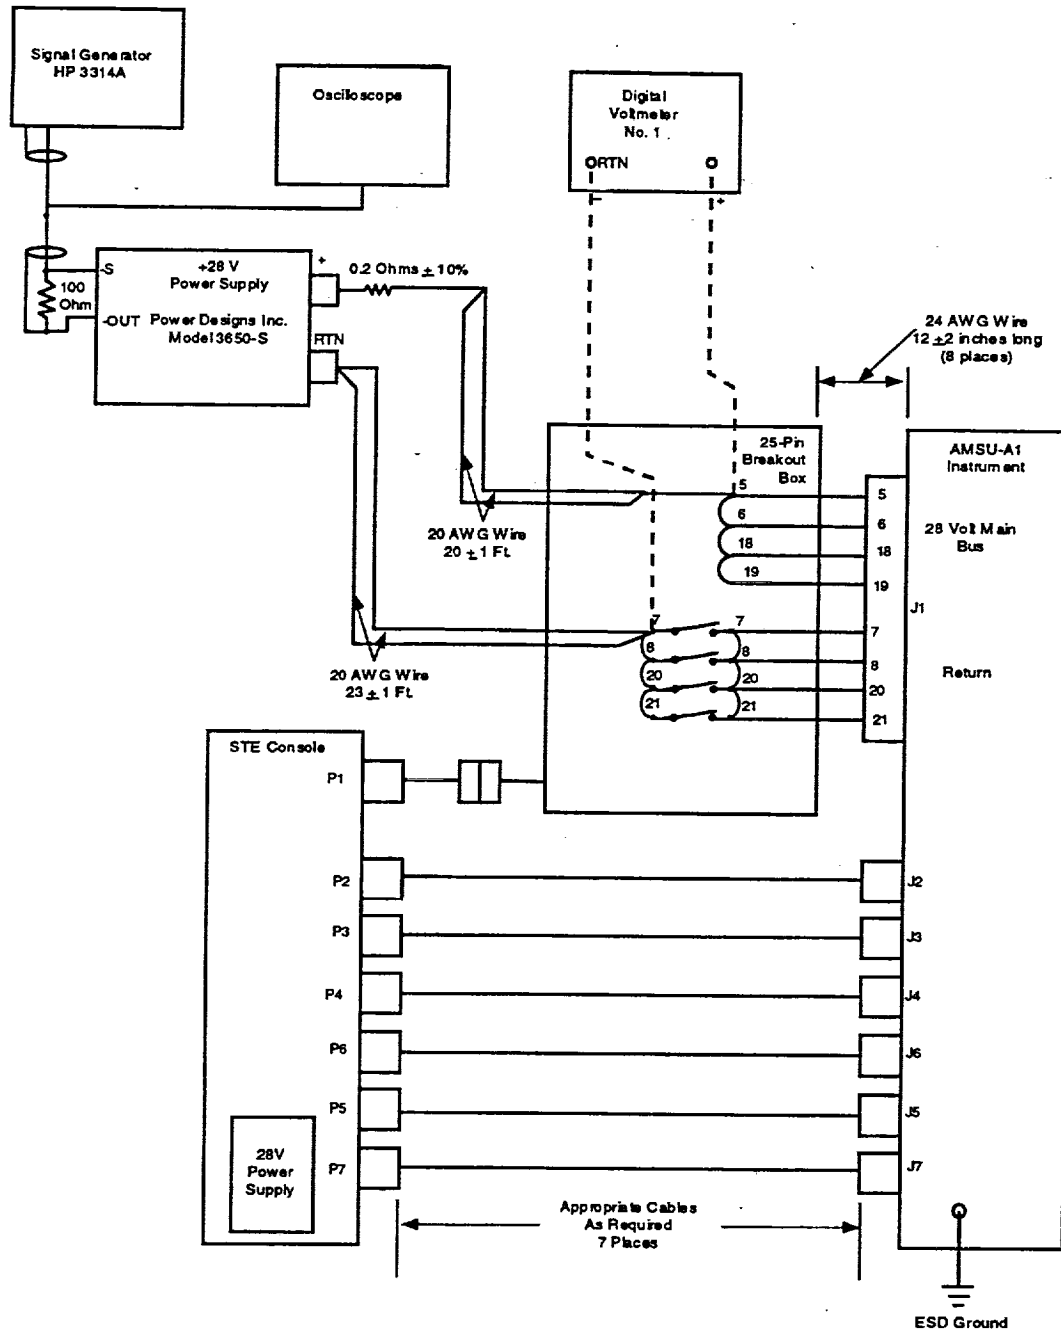 Signal Generator
HP 3314A
Oscilloscope
Digital
Voltmeter
No. 1
RTN
–
+
-S
100
Ohm
-OUT
+28 V
Power Supply
Power Designs Inc.
Model 3650-S
+
RTN
0.2 Ohms ± 10%
24 AWG Wire
12 ±2 inches long
(8 places)
25-Pin
Breakout
Box
AMSU-A1
Instrument
28 Volt Main
Bus
J1
Return
20 AWG Wire
20 ± 1 Ft.
20 AWG Wire
23 ± 1 Ft.
5
6
18
19
5
6
18
19
7
8
20
21
7
8
20
21
7
8
20
21
STE Console
P1
P2
P3
P4
P6
P5
P7
28V
Power
Supply
J2
J3
J4
J6
J5
J7
Appropriate Cables
As Required
7 Places
ESD Ground